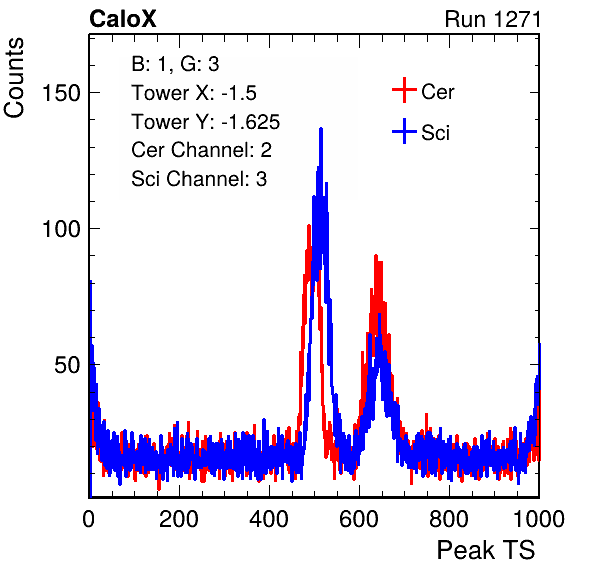 CaloX Run 1271
Counts
B: 1, G: 3
Tower X: -1.5
Tower Y: -1.625
Cer Channel: 2
Sci Channel: 3
Cer
Sci
150
100
50
0 200 400 600 800 1000
Peak TS